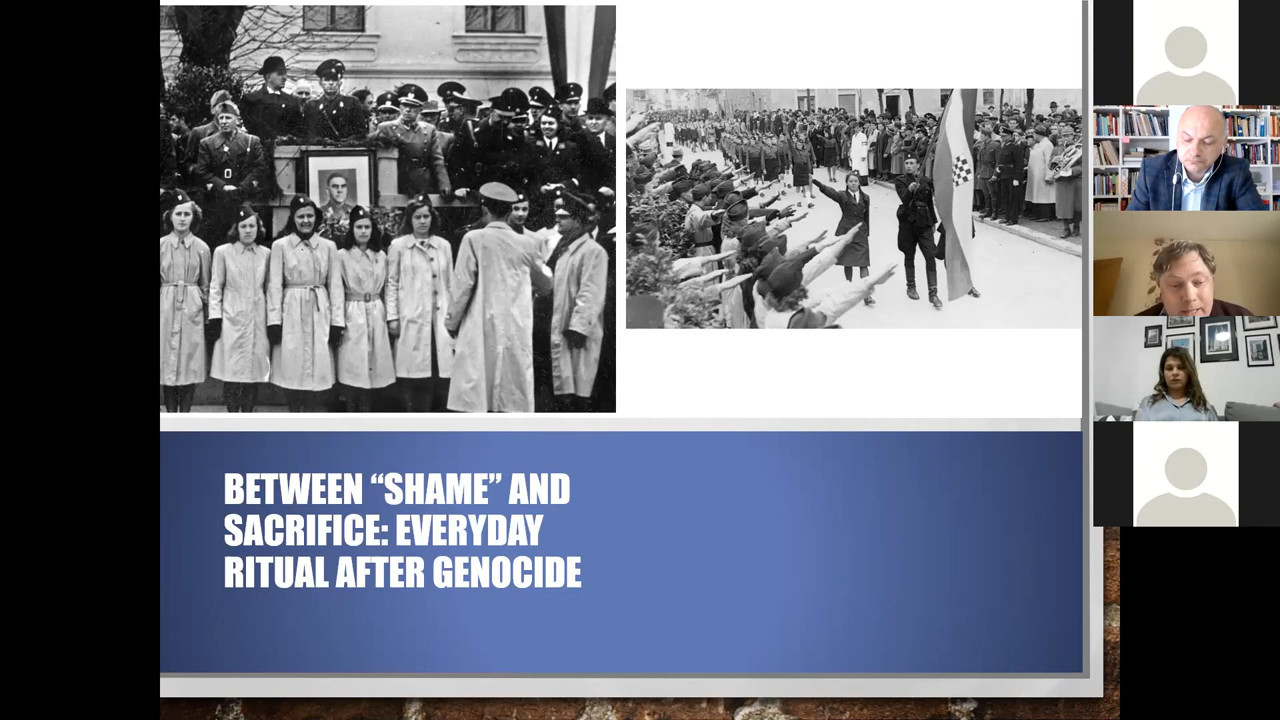 BETWEEN “SHAME” AND
SACRIFICE: EVERYDAY
RITUAL AFTER GENOCIDE